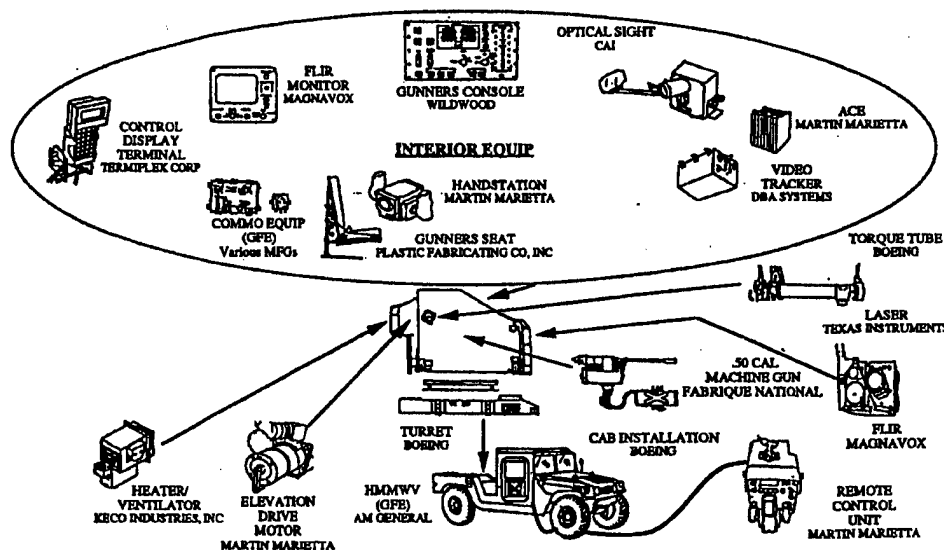 OPTICAL SIGHT
CAI
FLIR
MONITOR
MAGNAVOX
GUNNERS CONSOLE
WILDWOOD
ACE
MARTIN MARIETTA
CONTROL
DISPLAY
TERMINAL
TERMIFLEX CORP
INTERIOR EQUIP
VIDEO
TRACKER
DBA SYSTEMS
HANDSTATION
MARTIN MARIETTA
COMMO EQUIP
(GFE)
Various MFGs
GUNNERS SEAT
PLASTIC FABRICATING CO, INC
TORQUE TUBE
BOEING
LASER
TEXAS INSTRUMENTS
.50 CAL
MACHINE GUN
FABRIQUE NATIONAL
FLIR
MAGNAVOX
TURRET
BOEING
CAB INSTALLATION
BOEING
HEATER/
VENTILATOR
KECO INDUSTRIES, INC
ELEVATION
DRIVE
MOTOR
MARTIN MARIETTA
HMMWV
(GFE)
AM GENERAL
REMOTE
CONTROL
UNIT
MARTIN MARIETTA